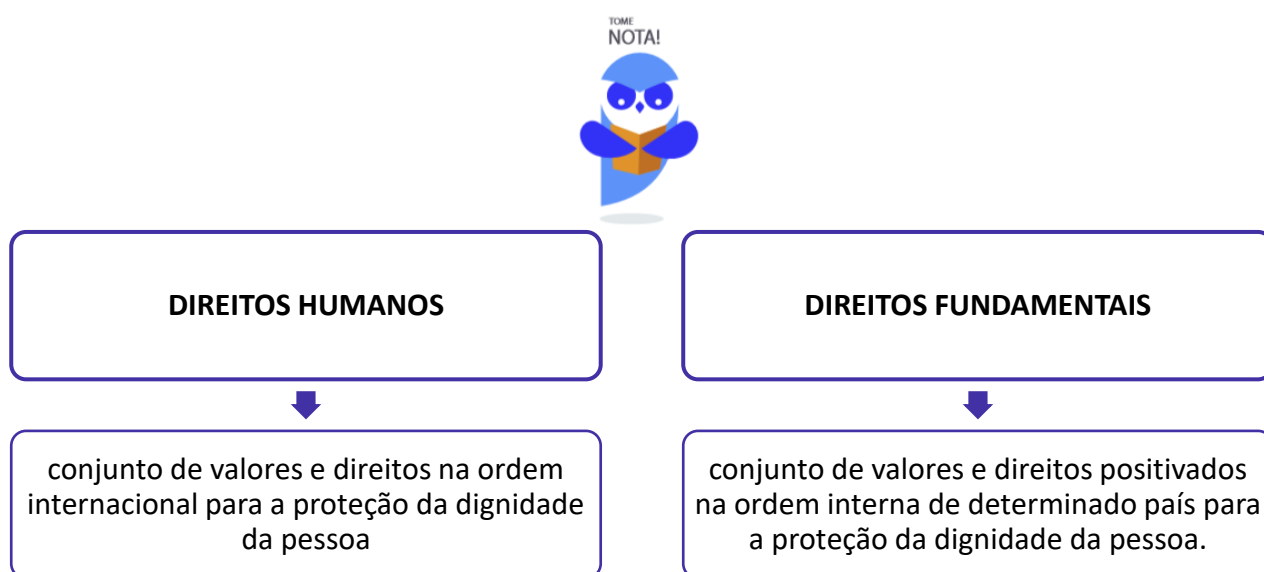 TOME
NOTA!
DIREITOS HUMANOS
conjunto de valores e direitos na ordem
internacional para a proteção da dignidade
da pessoa
DIREITOS FUNDAMENTAIS
conjunto de valores e direitos positivados
na ordem interna de determinado país para
a proteção da dignidade da pessoa.